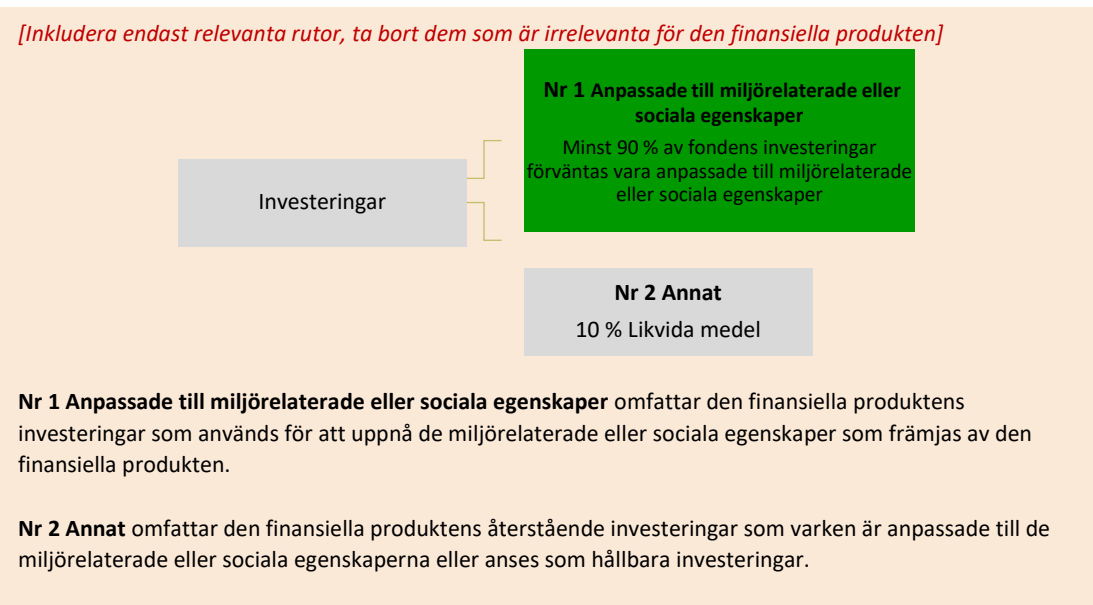 [Inkludera endast relevanta rutor, ta bort dem som är irrelevanta för den finansiella produkten]
Nr 1 Anpassade till miljörelaterade eller
sociala egenskaper
Minst 90 % av fondens investeringar
förväntas vara anpassade till miljörelaterade
eller sociala egenskaper
Investeringar
Nr 2 Annat
10 % Likvida medel
Nr 1 Anpassade till miljörelaterade eller sociala egenskaper omfattar den finansiella produktens
investeringar som används för att uppnå de miljörelaterade eller sociala egenskaper som främjas av den
finansiella produkten.
Nr 2 Annat omfattar den finansiella produktens återstående investeringar som varken är anpassade till de
miljörelaterade eller sociala egenskaperna eller anses som hållbara investeringar.